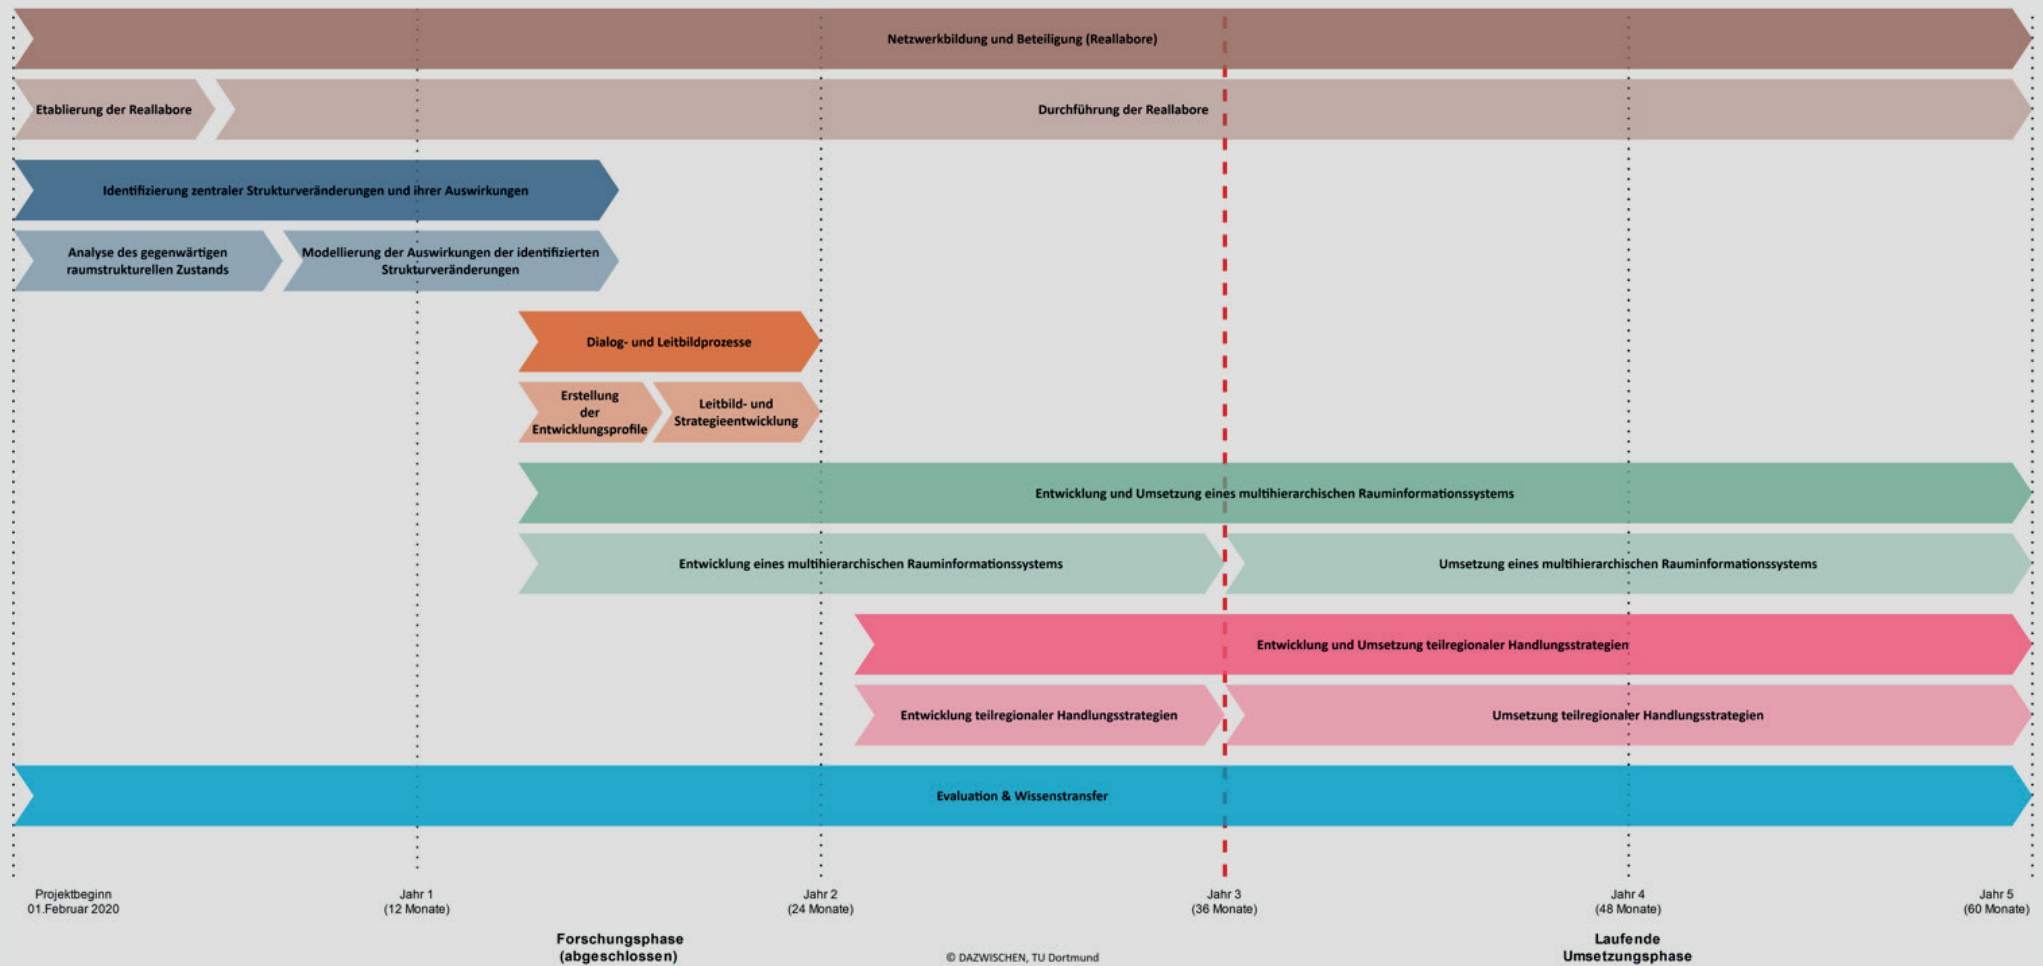 Netzwerkbildung und Beteiligung (Reallabore)
Etablierung der Reallabore
Durchführung der Reallabore
Identifizierung zentraler Strukturveränderungen und ihrer Auswirkungen
Analyse des gegenwärtigen
raumstrukturellen Zustands
Modellierung der Auswirkungen der identifizierten
Strukturveränderungen
Dialog- und Leitbildprozesse
Erstellung
der
Entwicklungsprofile
Leitbild- und
Strategieentwicklung
Entwicklung und Umsetzung eines multihierarchischen Rauminformationssystems
Entwicklung eines multihierarchischen Rauminformationssystems
Umsetzung eines multihierarchischen Rauminformationssystems
Entwicklung und Umsetzung teilregionaler Handlungsstrategien
Entwicklung teilregionaler Handlungsstrategien
Umsetzung teilregionaler Handlungsstrategien
Evaluation & Wissenstransfer
Projektbeginn
01.Februar 2020
Jahr 1
(12 Monate)
Jahr 2
(24 Monate)
Jahr 3
(36 Monate)
Jahr 4
(48 Monate)
Jahr 5
(60 Monate)
Forschungsphase
(abgeschlossen)
© DAZWISCHEN, TU Dortmund
Laufende
Umsetzungsphase